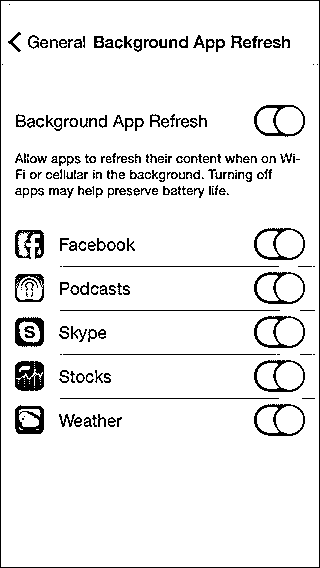 General Background App Refresh
Background App Refresh
Allow apps to refresh their content when on Wi-
Fi or cellular in the background. Turning off
apps may help preserve battery life.
Facebook
Podcasts
Skype
Stocks
Weather